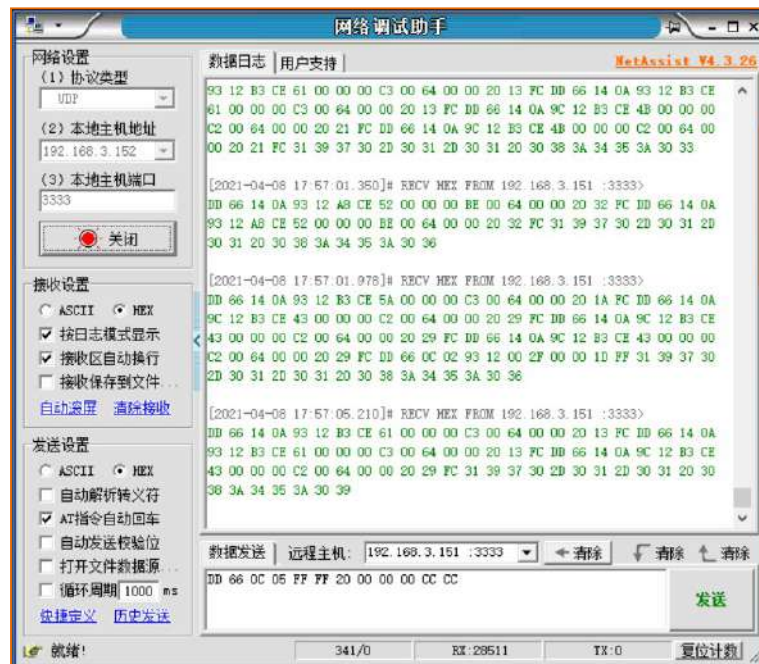 网络调试助手
网络设置
(1) 协议类型
UDP
(2) 本地主机地址
192.168.3.152
(3) 本地主机端口
3333
关闭
接收设置
ASCII HEX
按日志模式显示
接收区自动换行
接收保存到文件...
自动滚屏 清除接收
发送设置
ASCII HEX
自动解析转义符
AT指令自动回车
自动发送校验位
打开文件数据源...
循环周期 1000 ms
快捷定义 历史发送
数据日志 用户支持 NetAssist V4.3.26
93 12 B3 CE 61 00 00 00 C3 00 64 00 00 20 13 FC DD 66 14 0A 93 12 B3 CE
61 00 00 00 C3 00 64 00 00 20 13 FC DD 66 14 0A 9C 12 B3 CE 4B 00 00 00
C2 00 64 00 00 20 21 FC DD 66 14 0A 9C 12 B3 CE 4B 00 00 00 C2 00 64 00
00 20 21 FC 31 39 37 30 2D 30 31 2D 30 31 20 30 38 3A 34 35 3A 30 33
[2021-04-08 17:57:01.350]# RECV HEX FROM 192.168.3.151 :3333>
DD 66 14 0A 93 12 A8 CE 52 00 00 00 BE 00 64 00 00 20 32 FC DD 66 14 0A
93 12 A8 CE 52 00 00 00 BE 00 64 00 00 20 32 FC 31 39 37 30 2D 30 31 2D
30 31 20 30 38 3A 34 35 3A 30 36
[2021-04-08 17:57:01.978]# RECV HEX FROM 192.168.3.151 :3333>
DD 66 14 0A 93 12 B3 CE 5A 00 00 00 C3 00 64 00 00 20 1A FC DD 66 14 0A
9C 12 B3 CE 43 00 00 00 C2 00 64 00 00 20 29 FC DD 66 14 0A 9C 12 B3 CE
43 00 00 00 C2 00 64 00 00 20 29 FC DD 66 14 0A 9C 12 B3 CE 43 00 00 00
C2 00 64 00 00 20 29 FC DD 66 0C 02 93 12 00 2F 00 00 1D FF 31 39 37 30
2D 30 31 2D 30 31 20 30 38 3A 34 35 3A 30 36
[2021-04-08 17:57:05.210]# RECV HEX FROM 192.168.3.151 :3333>
DD 66 14 0A 93 12 B3 CE 61 00 00 00 C3 00 64 00 00 20 13 FC DD 66 14 0A
93 12 B3 CE 61 00 00 00 C3 00 64 00 00 20 13 FC DD 66 14 0A 9C 12 B3 CE
43 00 00 00 C2 00 64 00 00 20 29 FC 31 39 37 30 2D 30 31 2D 30 31 20 30
38 3A 34 35 3A 30 39
数据发送 远程主机: 192.168.3.151 :3333 清除 清除 清除
DD 66 0C 05 FF FF 20 00 00 00 CC CC
发送
就绪! 341/0 RX:28511 TX:0 复位计数